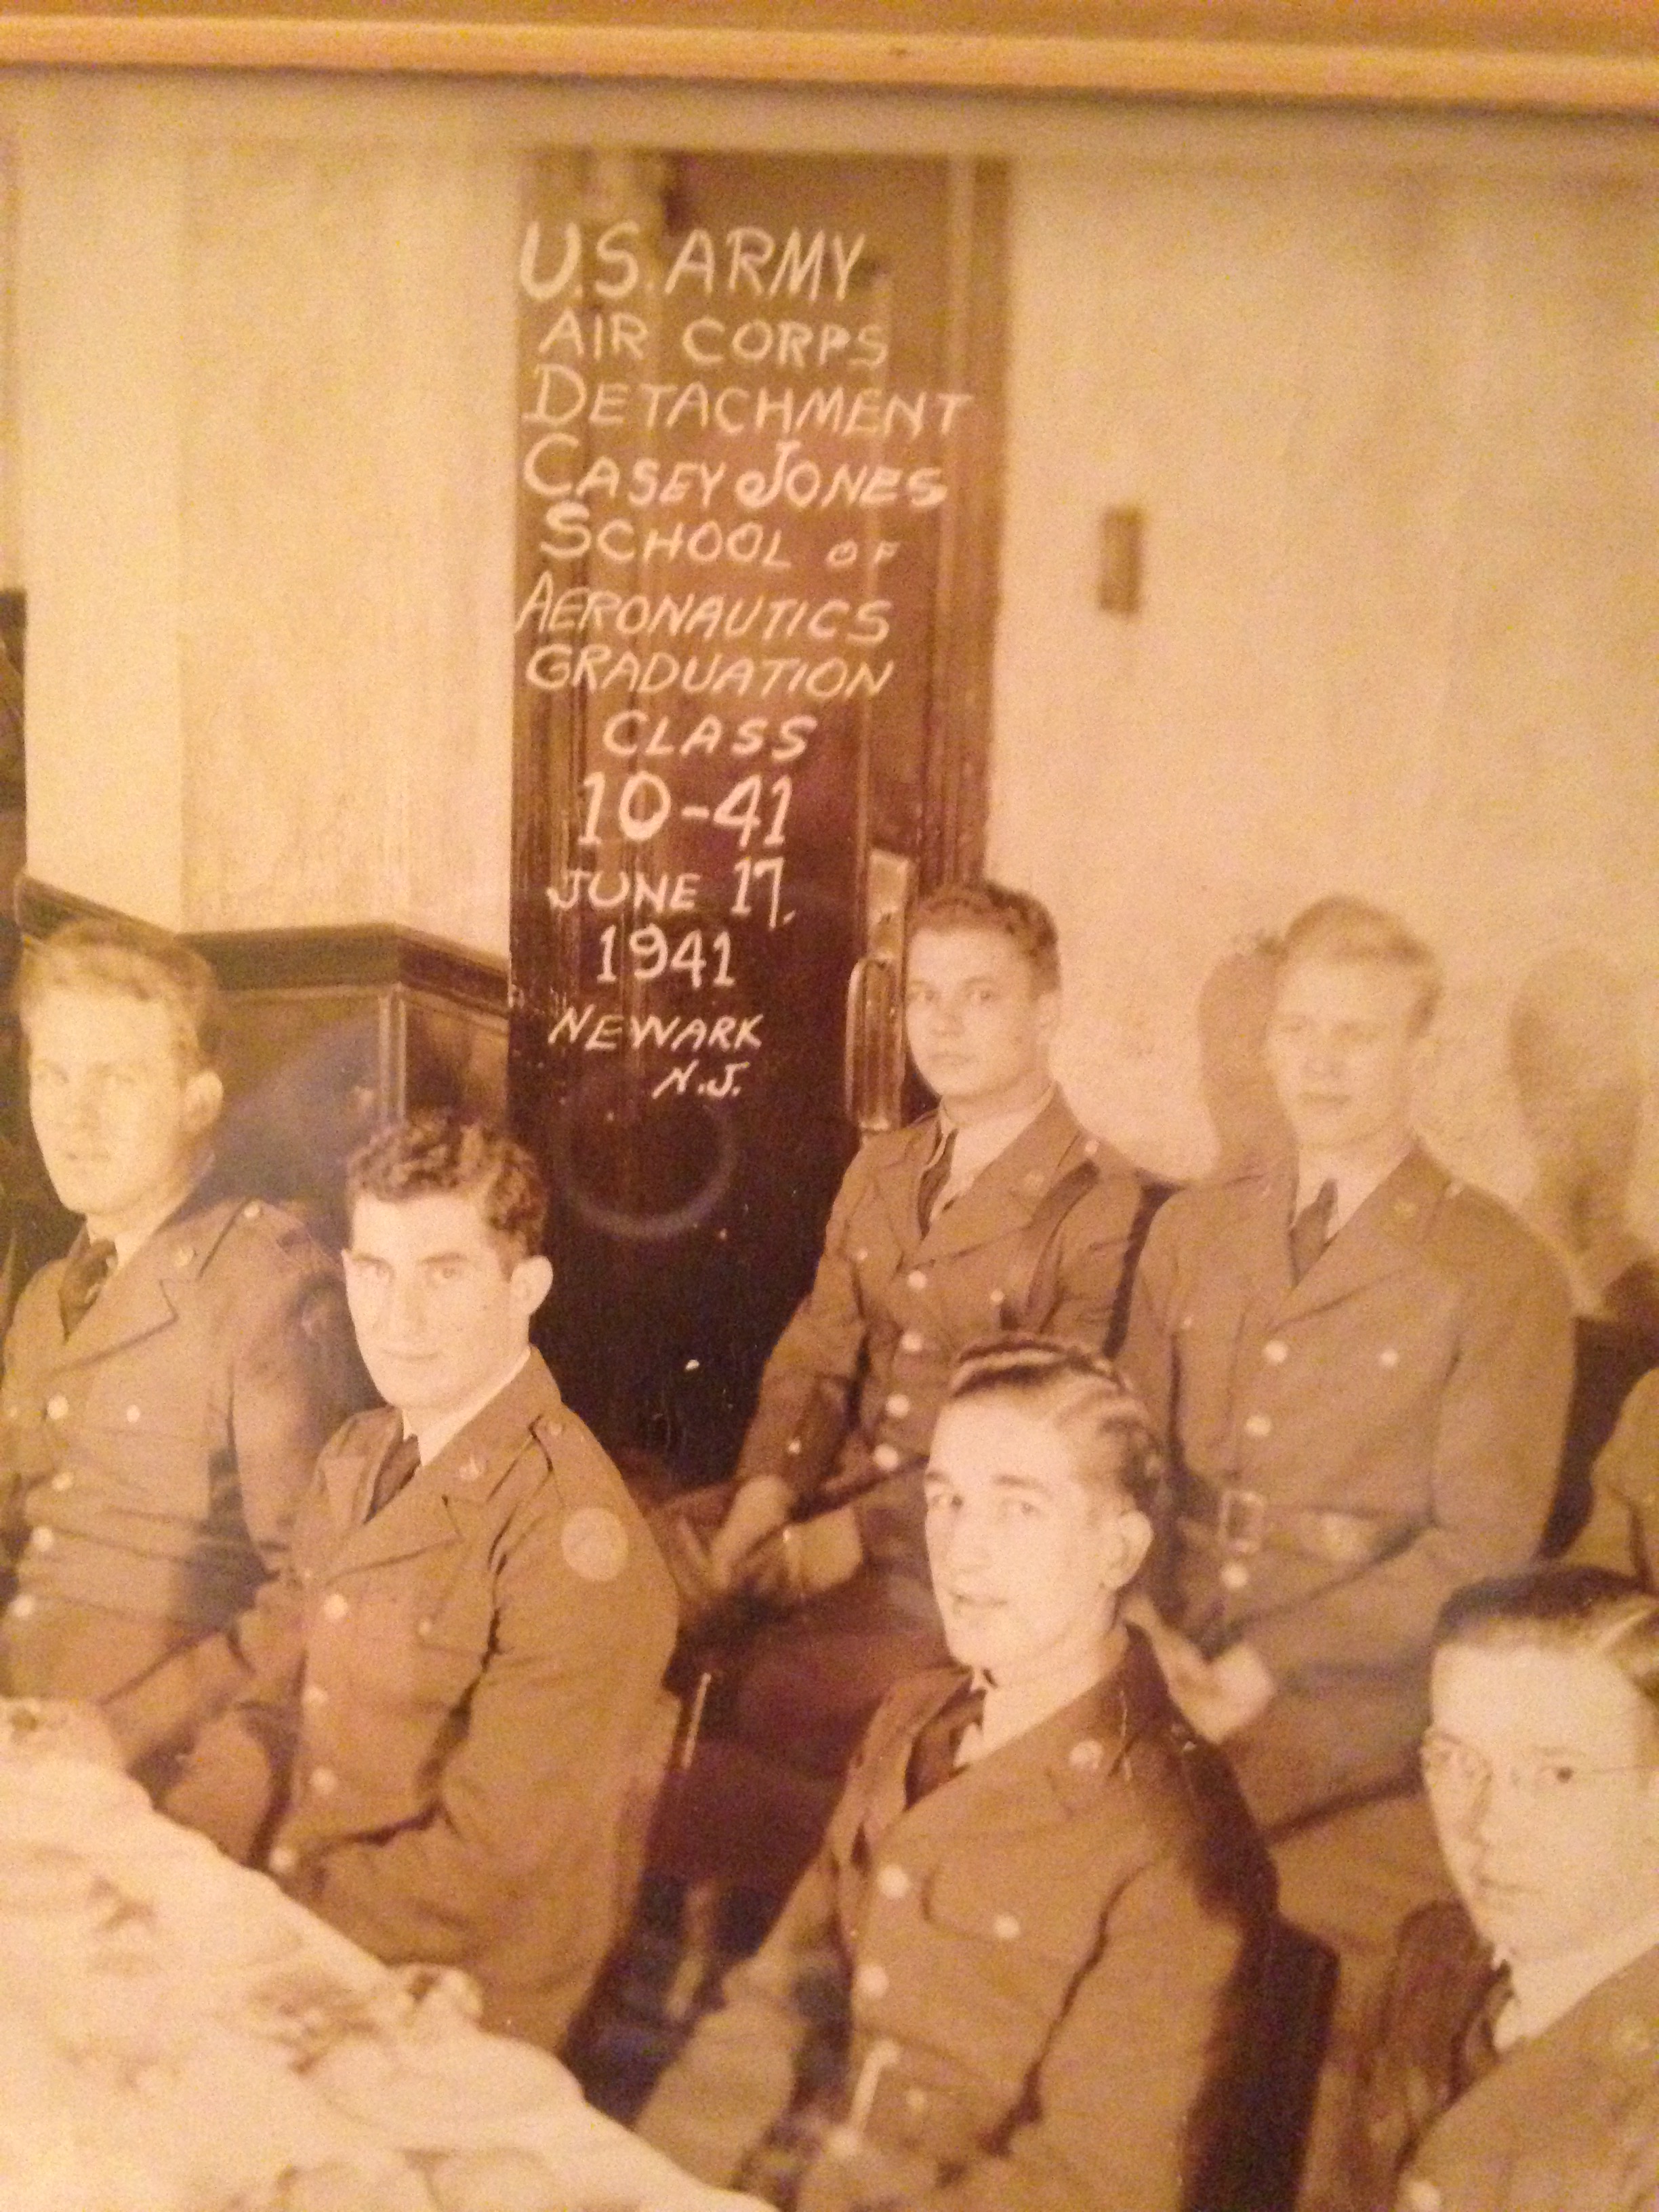 U.S. ARMY
AIR CORPS
DETACHMENT
CASEY JONES
SCHOOL OF
AERONAUTICS
GRADUATION
CLASS
10-41
JUNE 17,
1941
NEWARK
N.J.